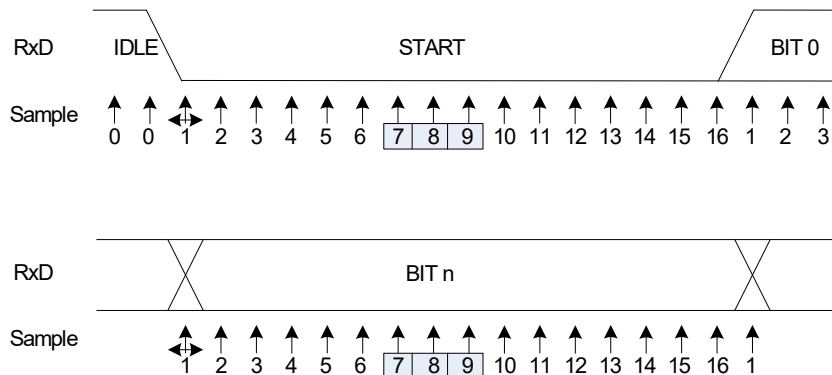 RxD IDLE START BIT 0
Sample
0 0 1 2 3 4 5 6 7 8 9 10 11 12 13 14 15 16 1 2 3
RxD BIT n
Sample
1 2 3 4 5 6 7 8 9 10 11 12 13 14 15 16 1